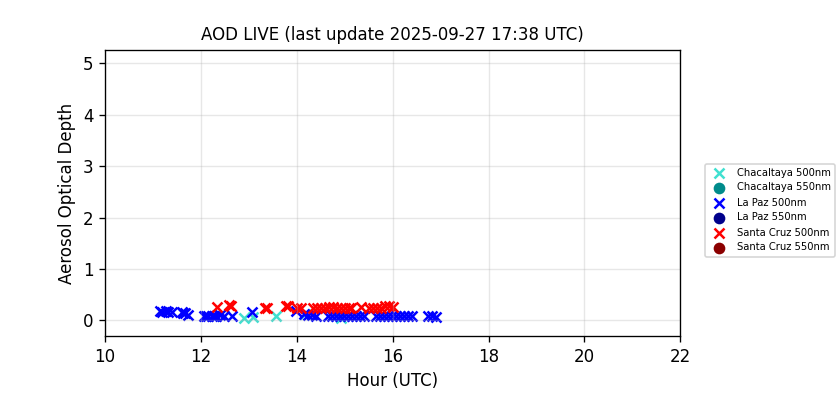 AOD LIVE (last update 2025-09-27 17:38 UTC)
Aerosol Optical Depth
5
4
3
2
1
0
10 12 14 16 18 20 22
Hour (UTC)
Chacaltaya 500nm
Chacaltaya 550nm
La Paz 500nm
La Paz 550nm
Santa Cruz 500nm
Santa Cruz 550nm